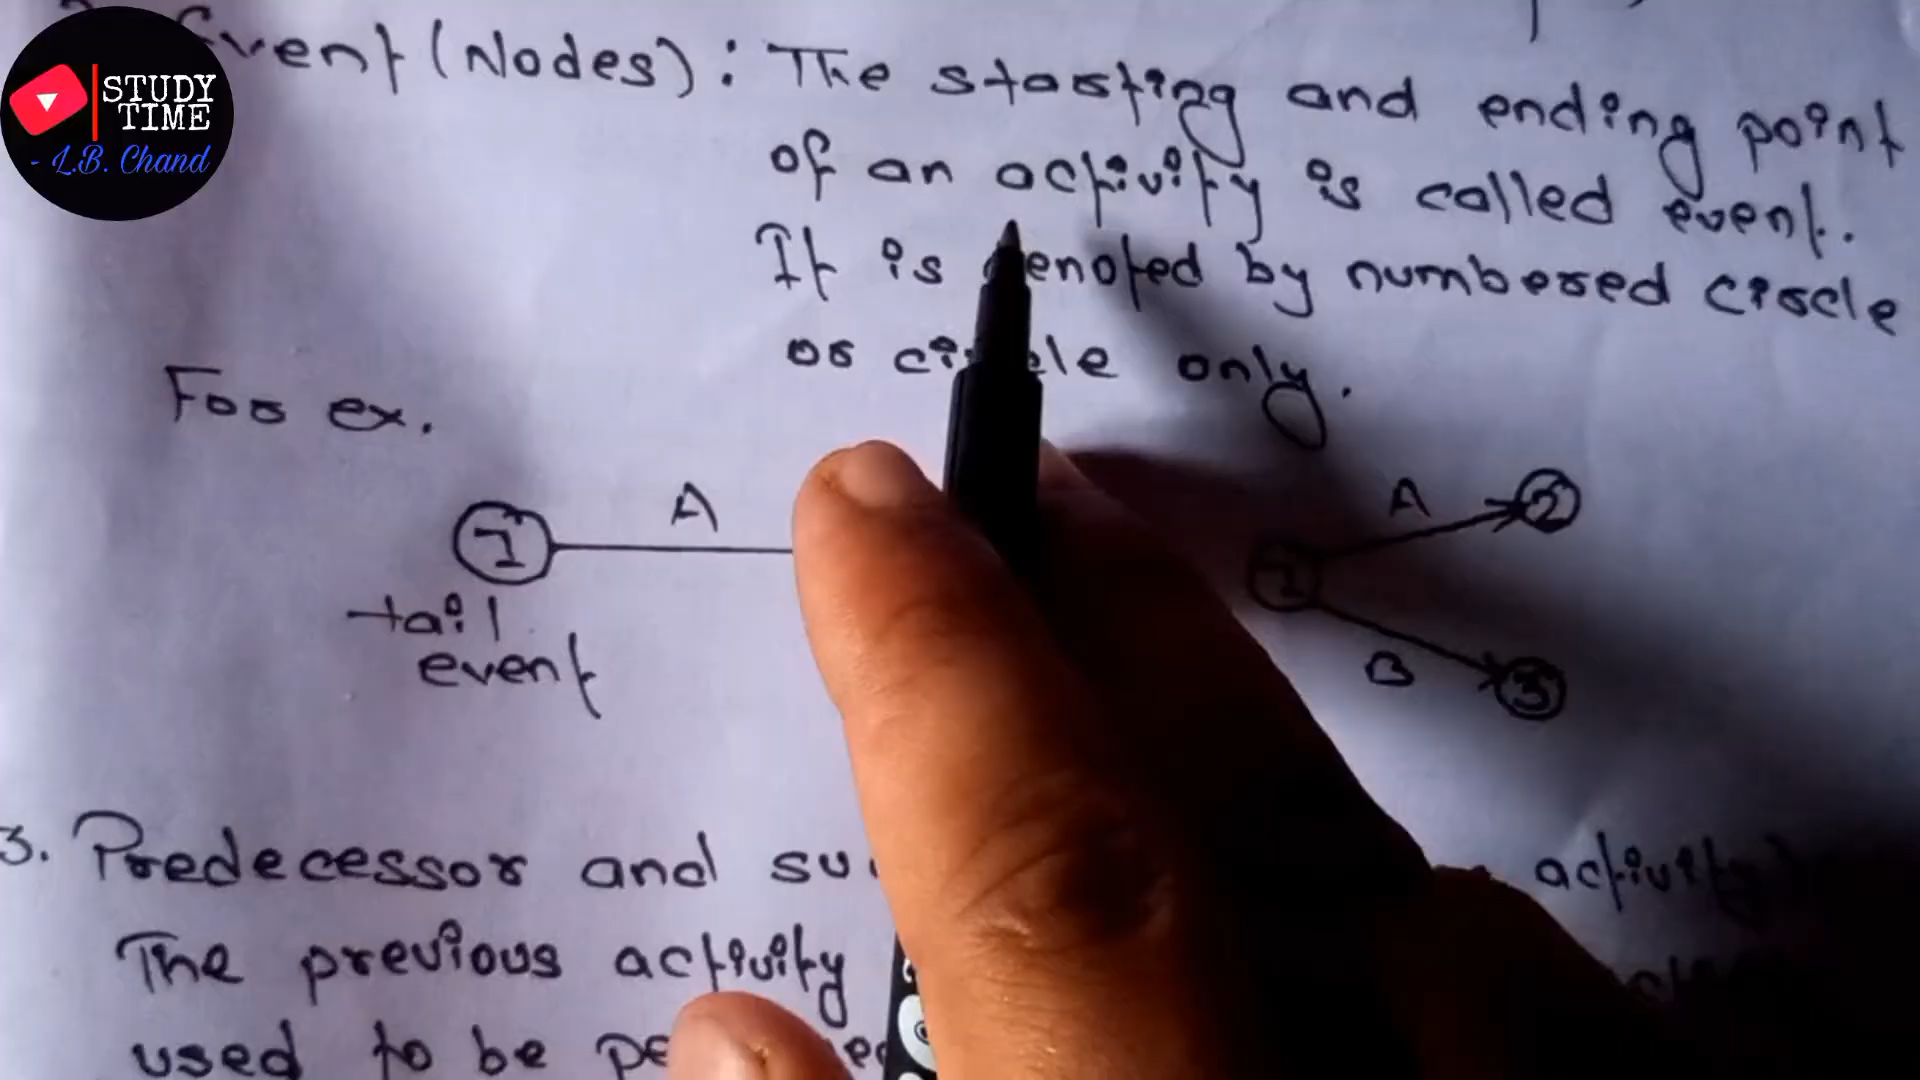 STUDY
TIME
- L.B. Chand
Event (Nodes): The starting and ending point
of an activity is called event.
It is denoted by numbered circle
or circle only.
For ex.
1 A
tail
event
A 2
1
B 3
3. Predecessor and activity
The previous activity
used to be